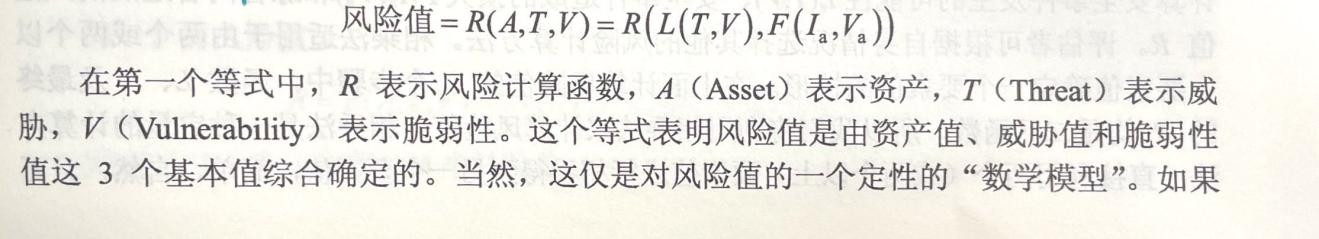 风险值=R(A,T,V)=R(L(T,V),F(Iₐ,Vₐ))
在第一个等式中，R 表示风险计算函数，A（Asset）表示资产，T（Threat）表示威
胁，V（Vulnerability）表示脆弱性。这个等式表明风险值是由资产值、威胁值和脆弱性
值这 3 个基本值综合确定的。当然，这仅是对风险值的一个定性的“数学模型”。如果